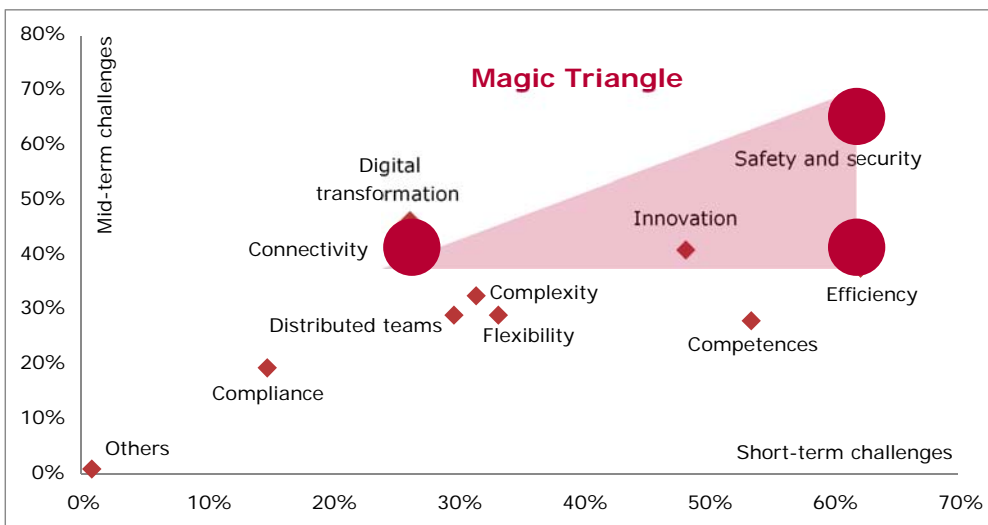 80%
Mid-term challenges
Magic Triangle
70%
60%
Safety and security
Digital
transformation
50%
Innovation
Connectivity
40%
Complexity
Efficiency
30%
Distributed teams
Flexibility
Competences
20%
Compliance
10%
Others
Short-term challenges
0%
0%
10%
20%
30%
40%
50%
60%
70%